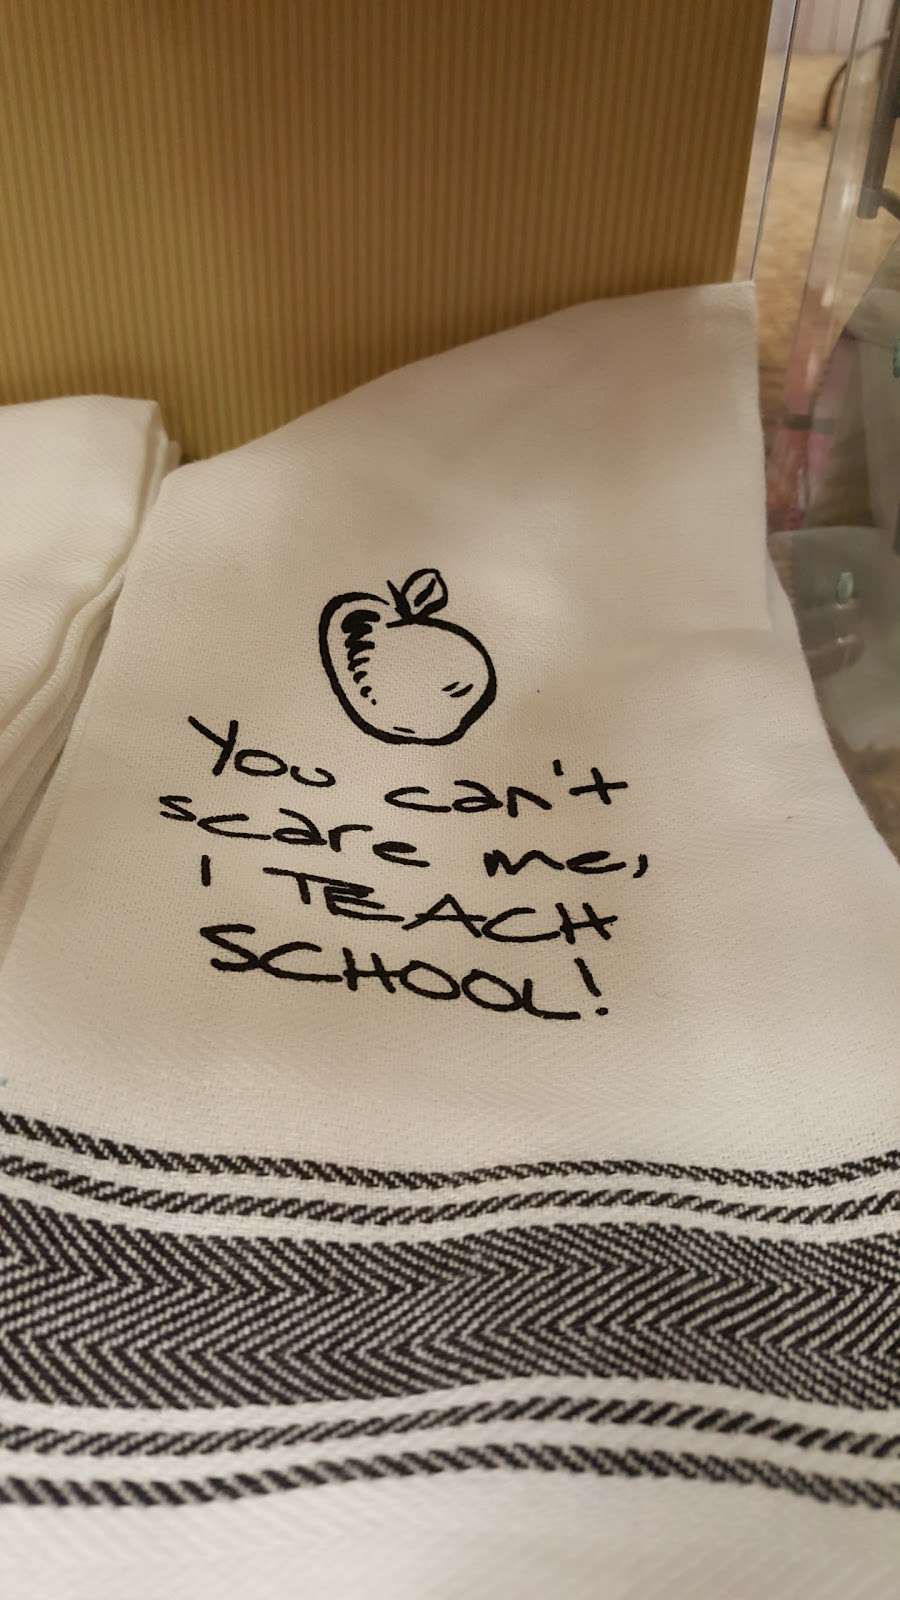 You can't
scare me,
I TEACH
SCHOOL!